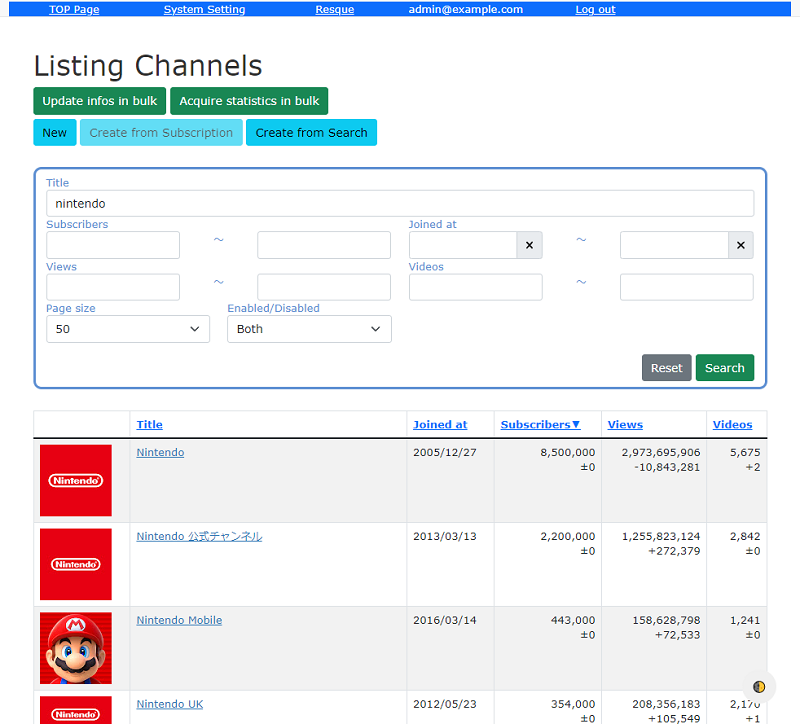 TOP Page System Setting Resque admin@example.com Log out
Listing Channels
Update infos in bulk Acquire statistics in bulk
New Create from Subscription Create from Search
Title
nintendo
Subscribers Joined at
～ × ～ ×
Views Videos
～ ～
Page size Enabled/Disabled
50 Both
Reset Search
Title Joined at Subscribers▼ Views Videos
Nintendo Nintendo 2005/12/27 8,500,000 2,973,695,906 5,675
±0 -10,843,281 +2
Nintendo Nintendo 公式チャンネル 2013/03/13 2,200,000 1,255,823,124 2,842
±0 +272,379 ±0
M Nintendo Mobile 2016/03/14 443,000 158,628,798 1,241
±0 +72,533 ±0
Nintendo Nintendo UK 2012/05/23 354,000 208,356,183 2,170
±0 +105,549 +1